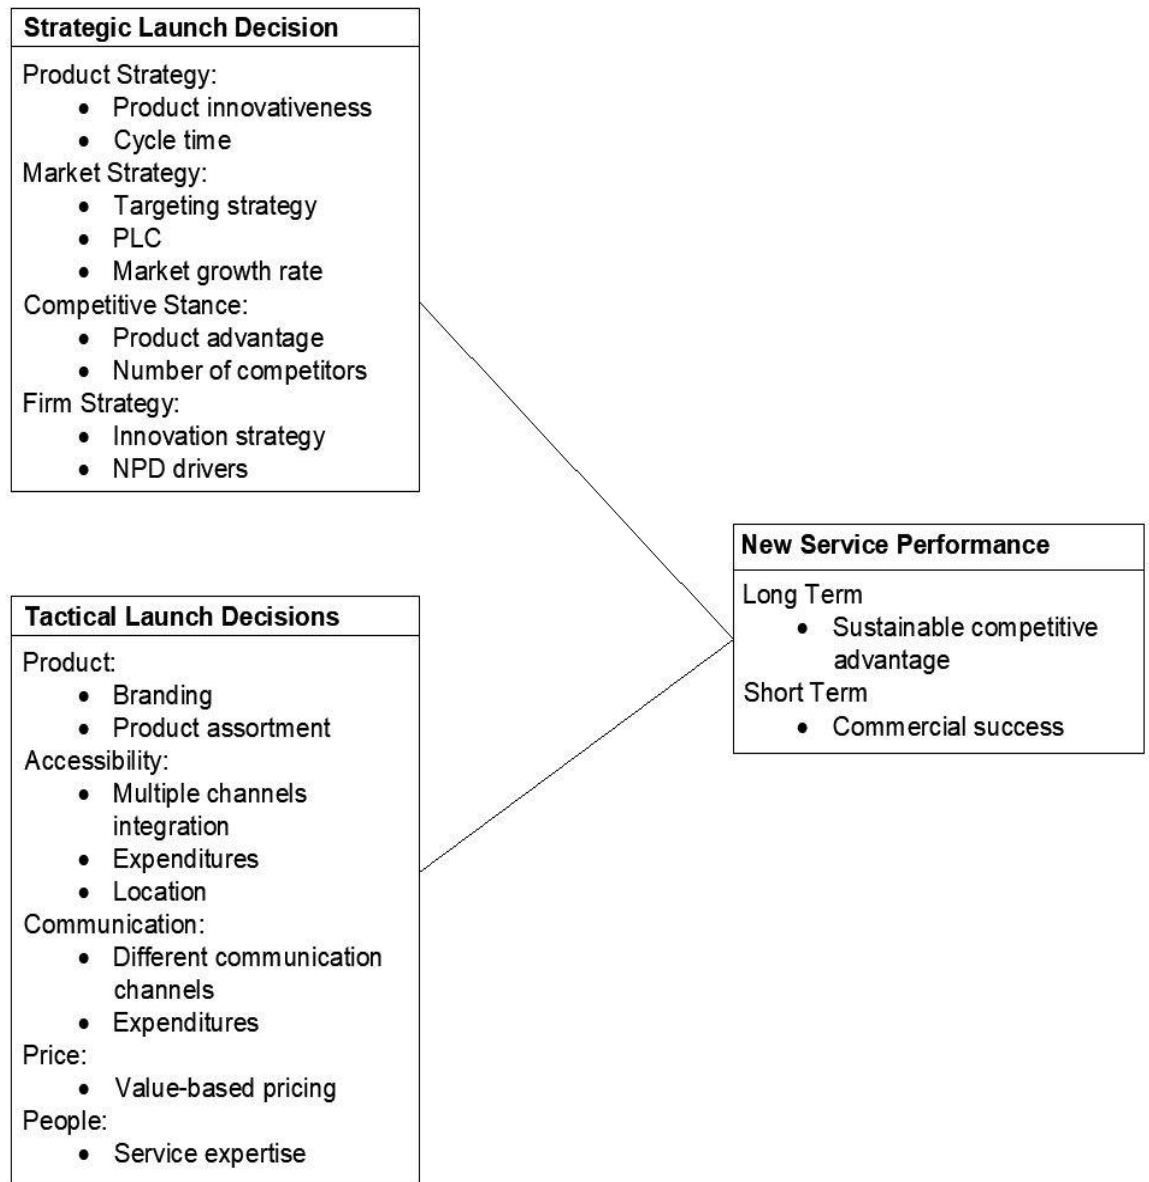 Strategic Launch Decision
Product Strategy:
• Product innovativeness
• Cycle time
Market Strategy:
• Targeting strategy
• PLC
• Market growth rate
Competitive Stance:
• Product advantage
• Number of competitors
Firm Strategy:
• Innovation strategy
• NPD drivers
Tactical Launch Decisions
Product:
• Branding
• Product assortment
Accessibility:
• Multiple channels
integration
• Expenditures
• Location
Communication:
• Different communication
channels
• Expenditures
Price:
• Value-based pricing
People:
• Service expertise
New Service Performance
Long Term
• Sustainable competitive
advantage
Short Term
• Commercial success